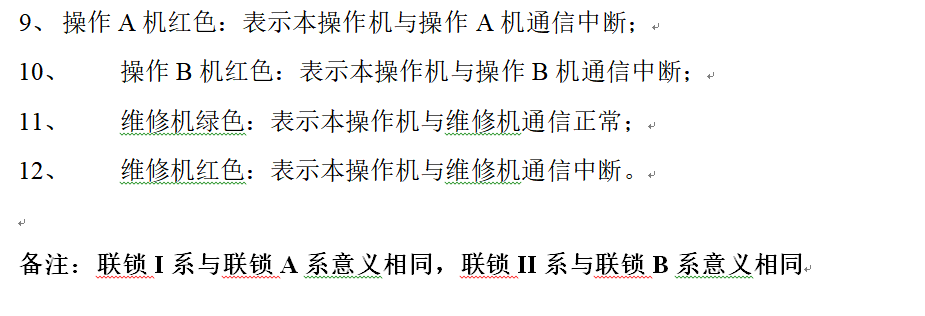 9、操作 A 机红色：表示本操作机与操作 A 机通信中断；
10、 操作 B 机红色：表示本操作机与操作 B 机通信中断；
11、 维修机绿色：表示本操作机与维修机通信正常；
12、 维修机红色：表示本操作机与维修机通信中断。
备注：联锁 I 系与联锁 A 系意义相同，联锁 II 系与联锁 B 系意义相同